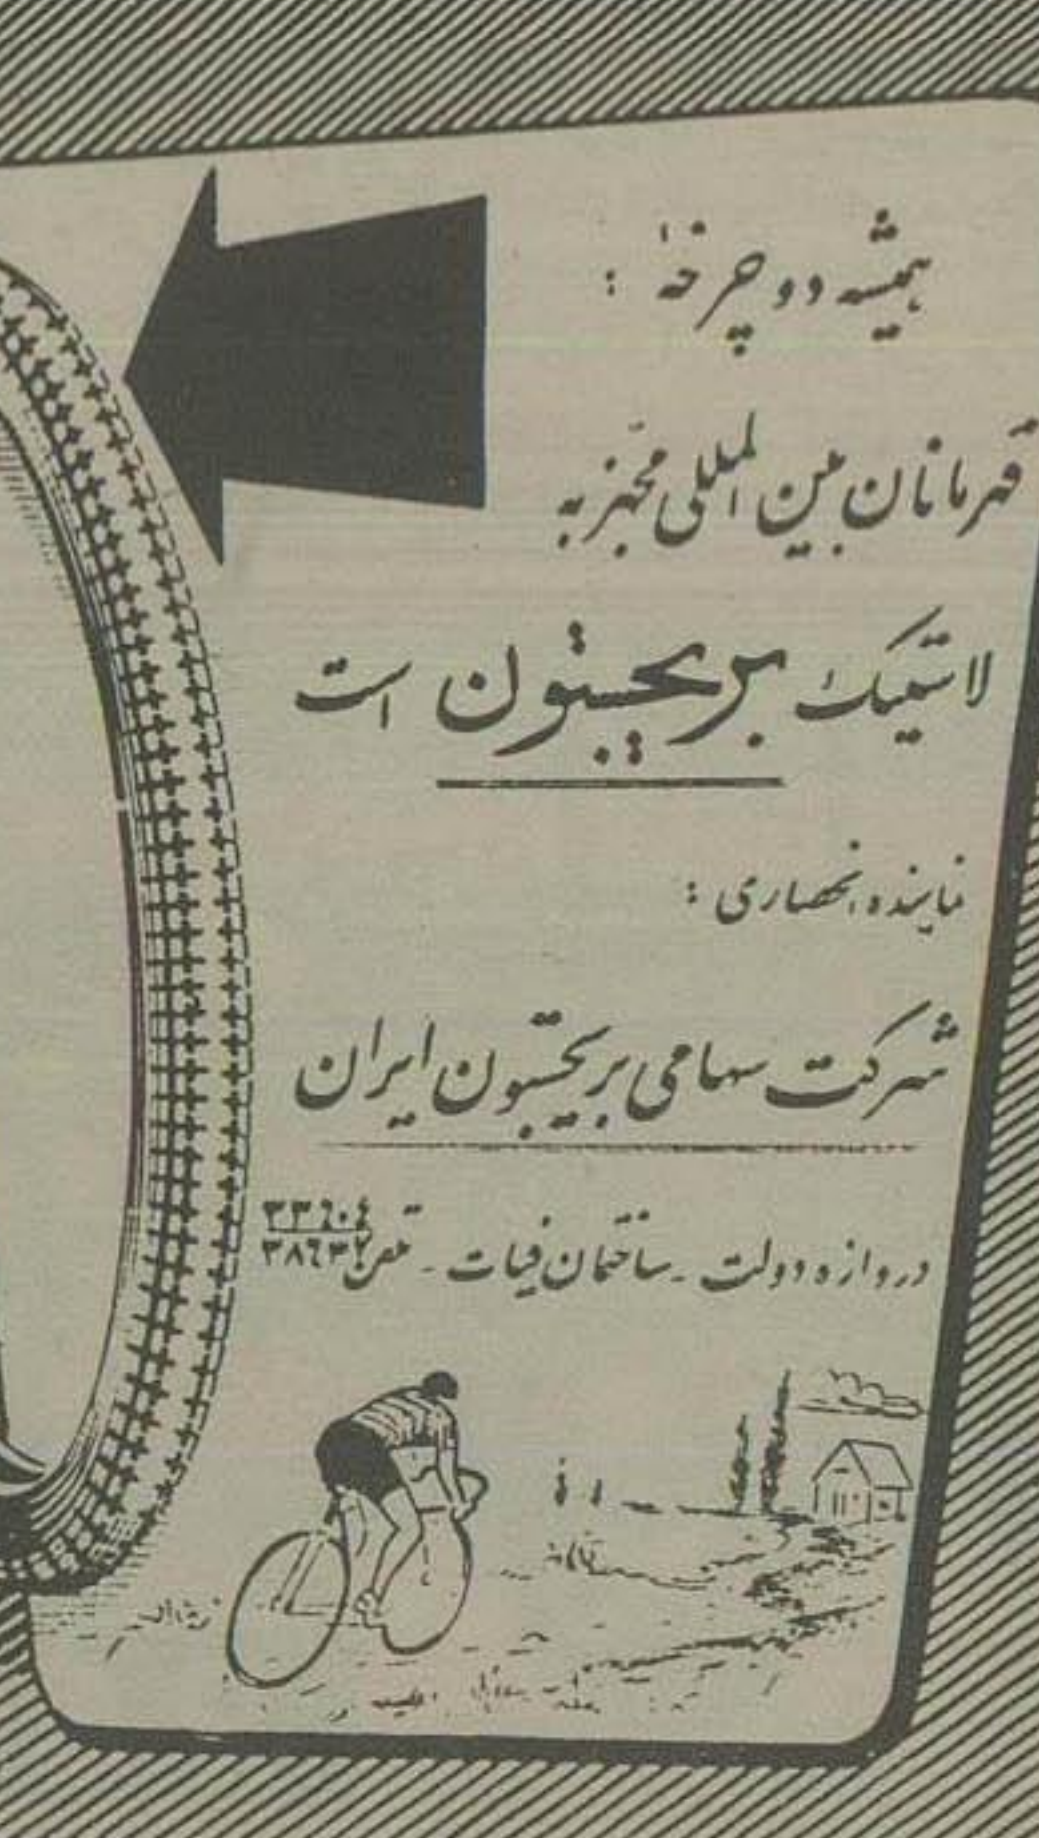 همیشه دوچرخهٔ :
قهرمانان بین المللی مجهز به
لاستیک بریجستون است
نماینده انحصاری :
شرکت سهامی بریجستون ایران
دروازه دولت - ساختمان فیات - تلفن ۳۳۶۰۴
۳۸۶۳۲